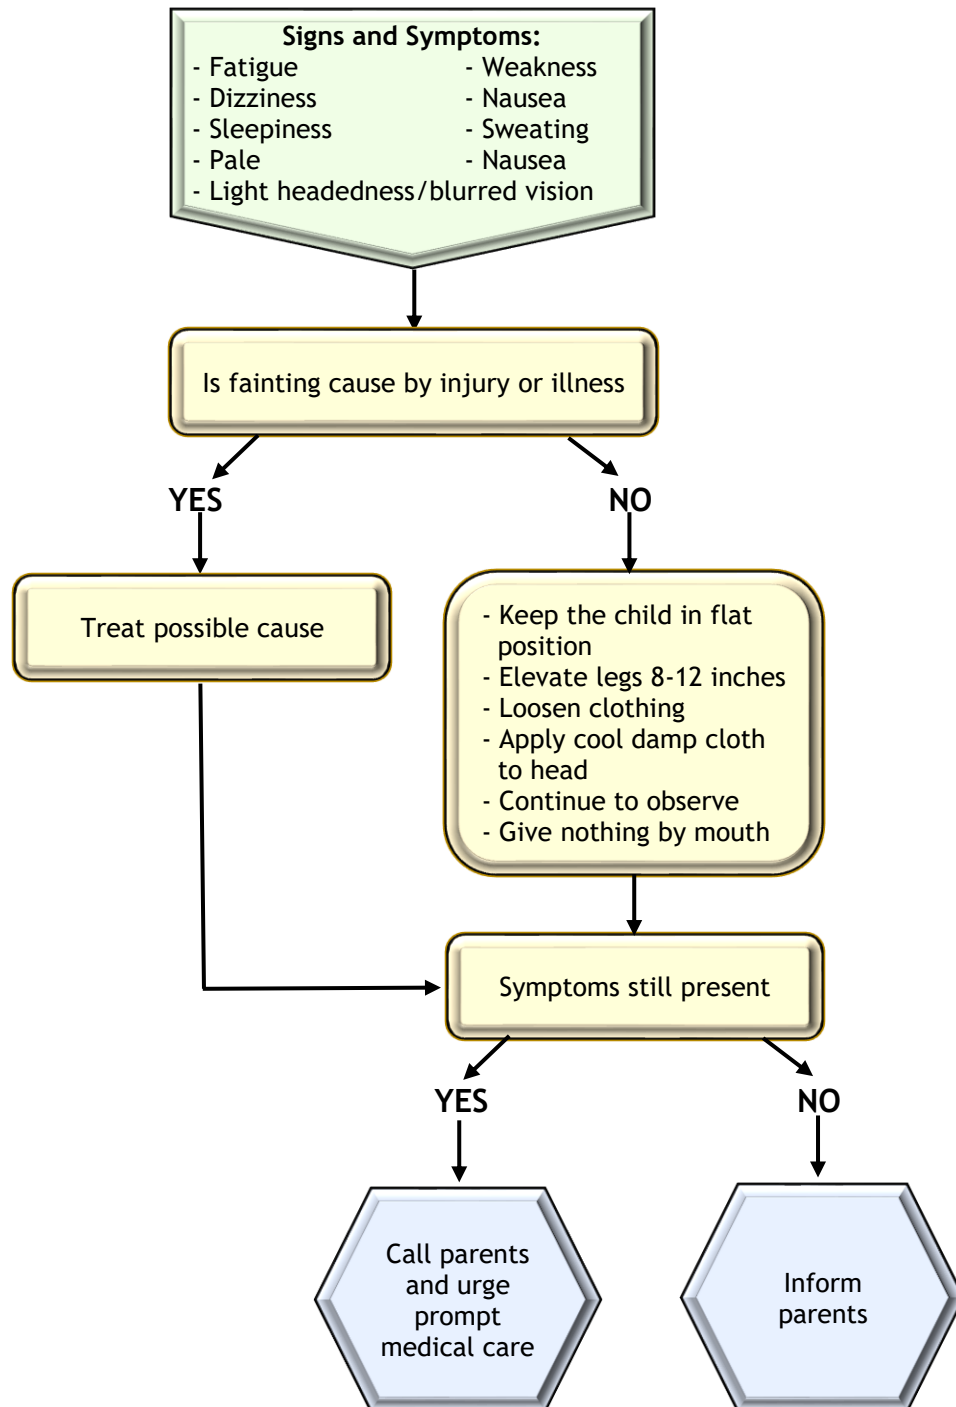 Signs and Symptoms:
- Fatigue - Weakness
- Dizziness - Nausea
- Sleepiness - Sweating
- Pale - Nausea
- Light headedness/blurred vision
Is fainting cause by injury or illness
YES
NO
Treat possible cause
- Keep the child in flat
position
- Elevate legs 8-12 inches
- Loosen clothing
- Apply cool damp cloth
to head
- Continue to observe
- Give nothing by mouth
Symptoms still present
YES
NO
Call parents
and urge
prompt
medical care
Inform
parents